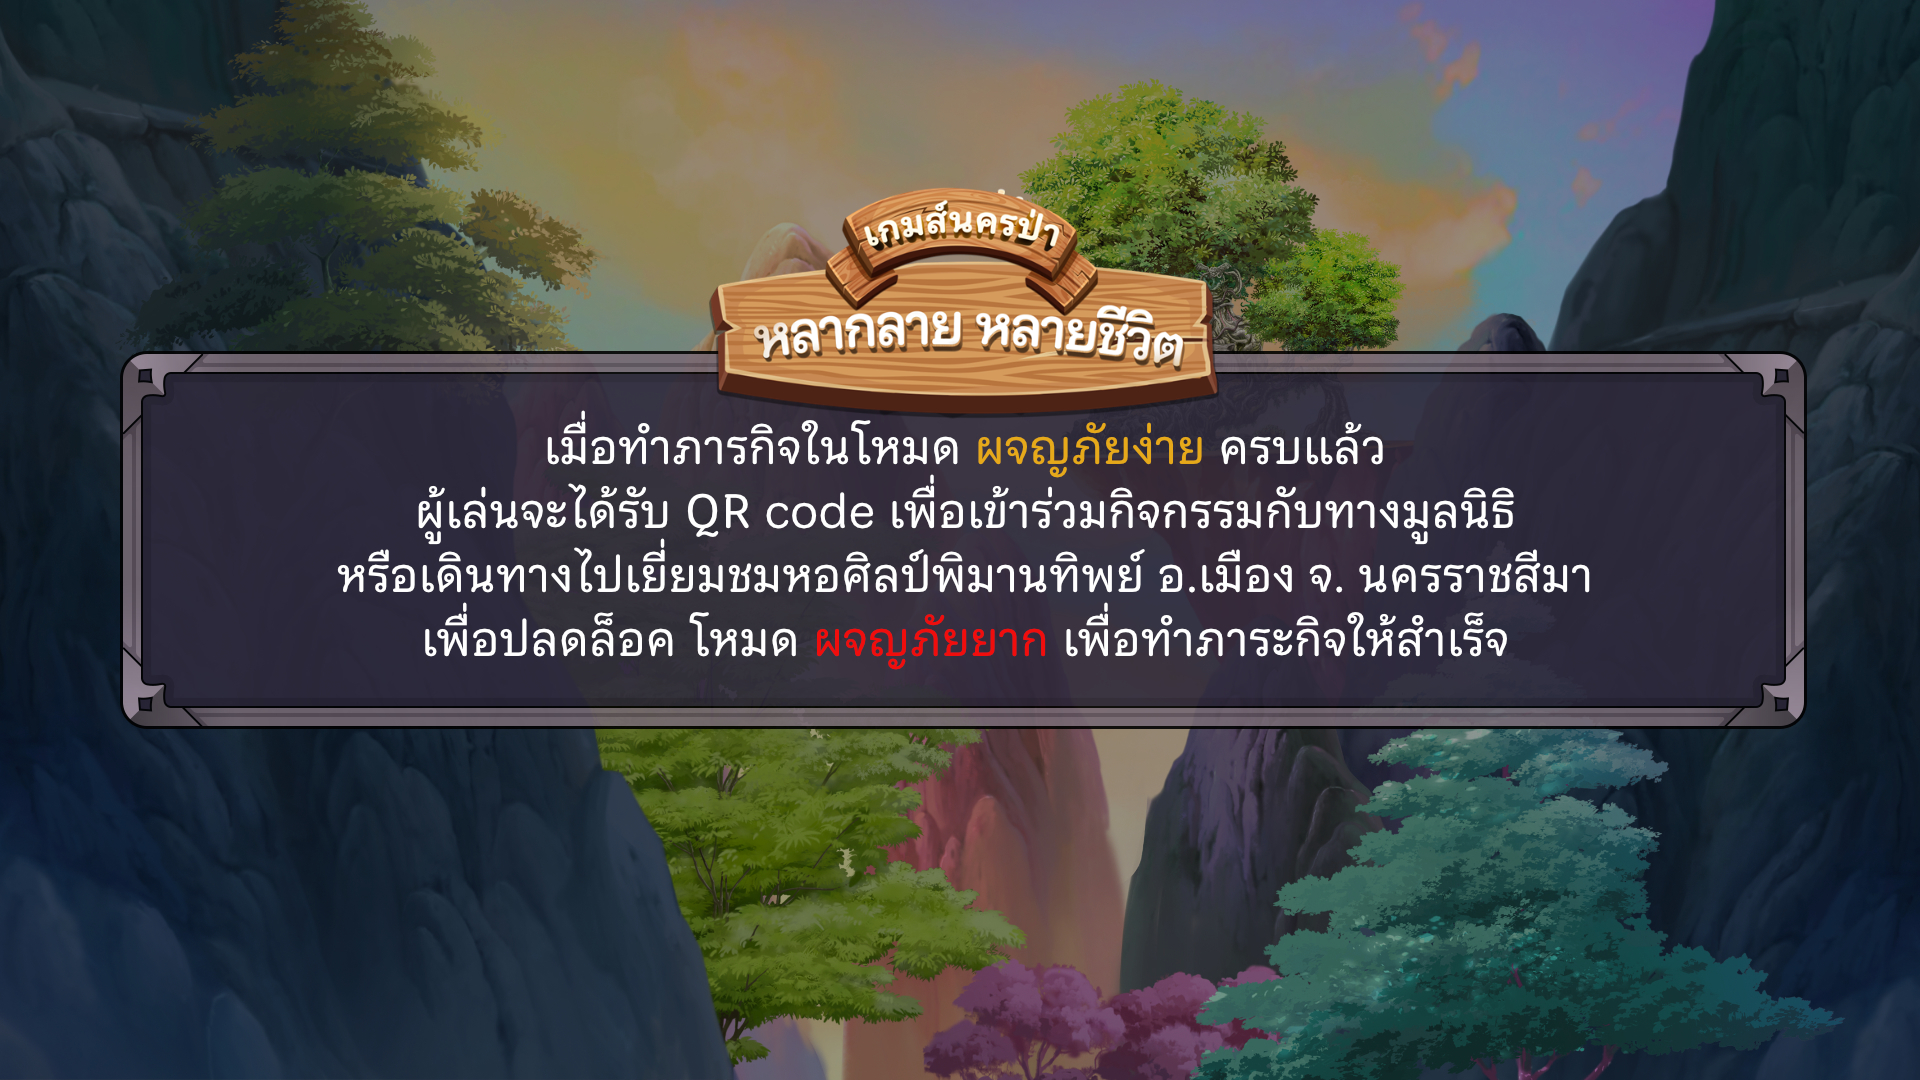 เกมส์นครป่า
หลากลาย หลายชีวิต
เมื่อทำภารกิจในโหมด ผจญภัยง่าย ครบแล้ว
ผู้เล่นจะได้รับ QR code เพื่อเข้าร่วมกิจกรรมกับทางมูลนิธิ
หรือเดินทางไปเยี่ยมชมหอศิลป์พิมานทิพย์ อ.เมือง จ. นครราชสีมา
เพื่อปลดล็อค โหมด ผจญภัยยาก เพื่อทำภาระกิจให้สำเร็จ